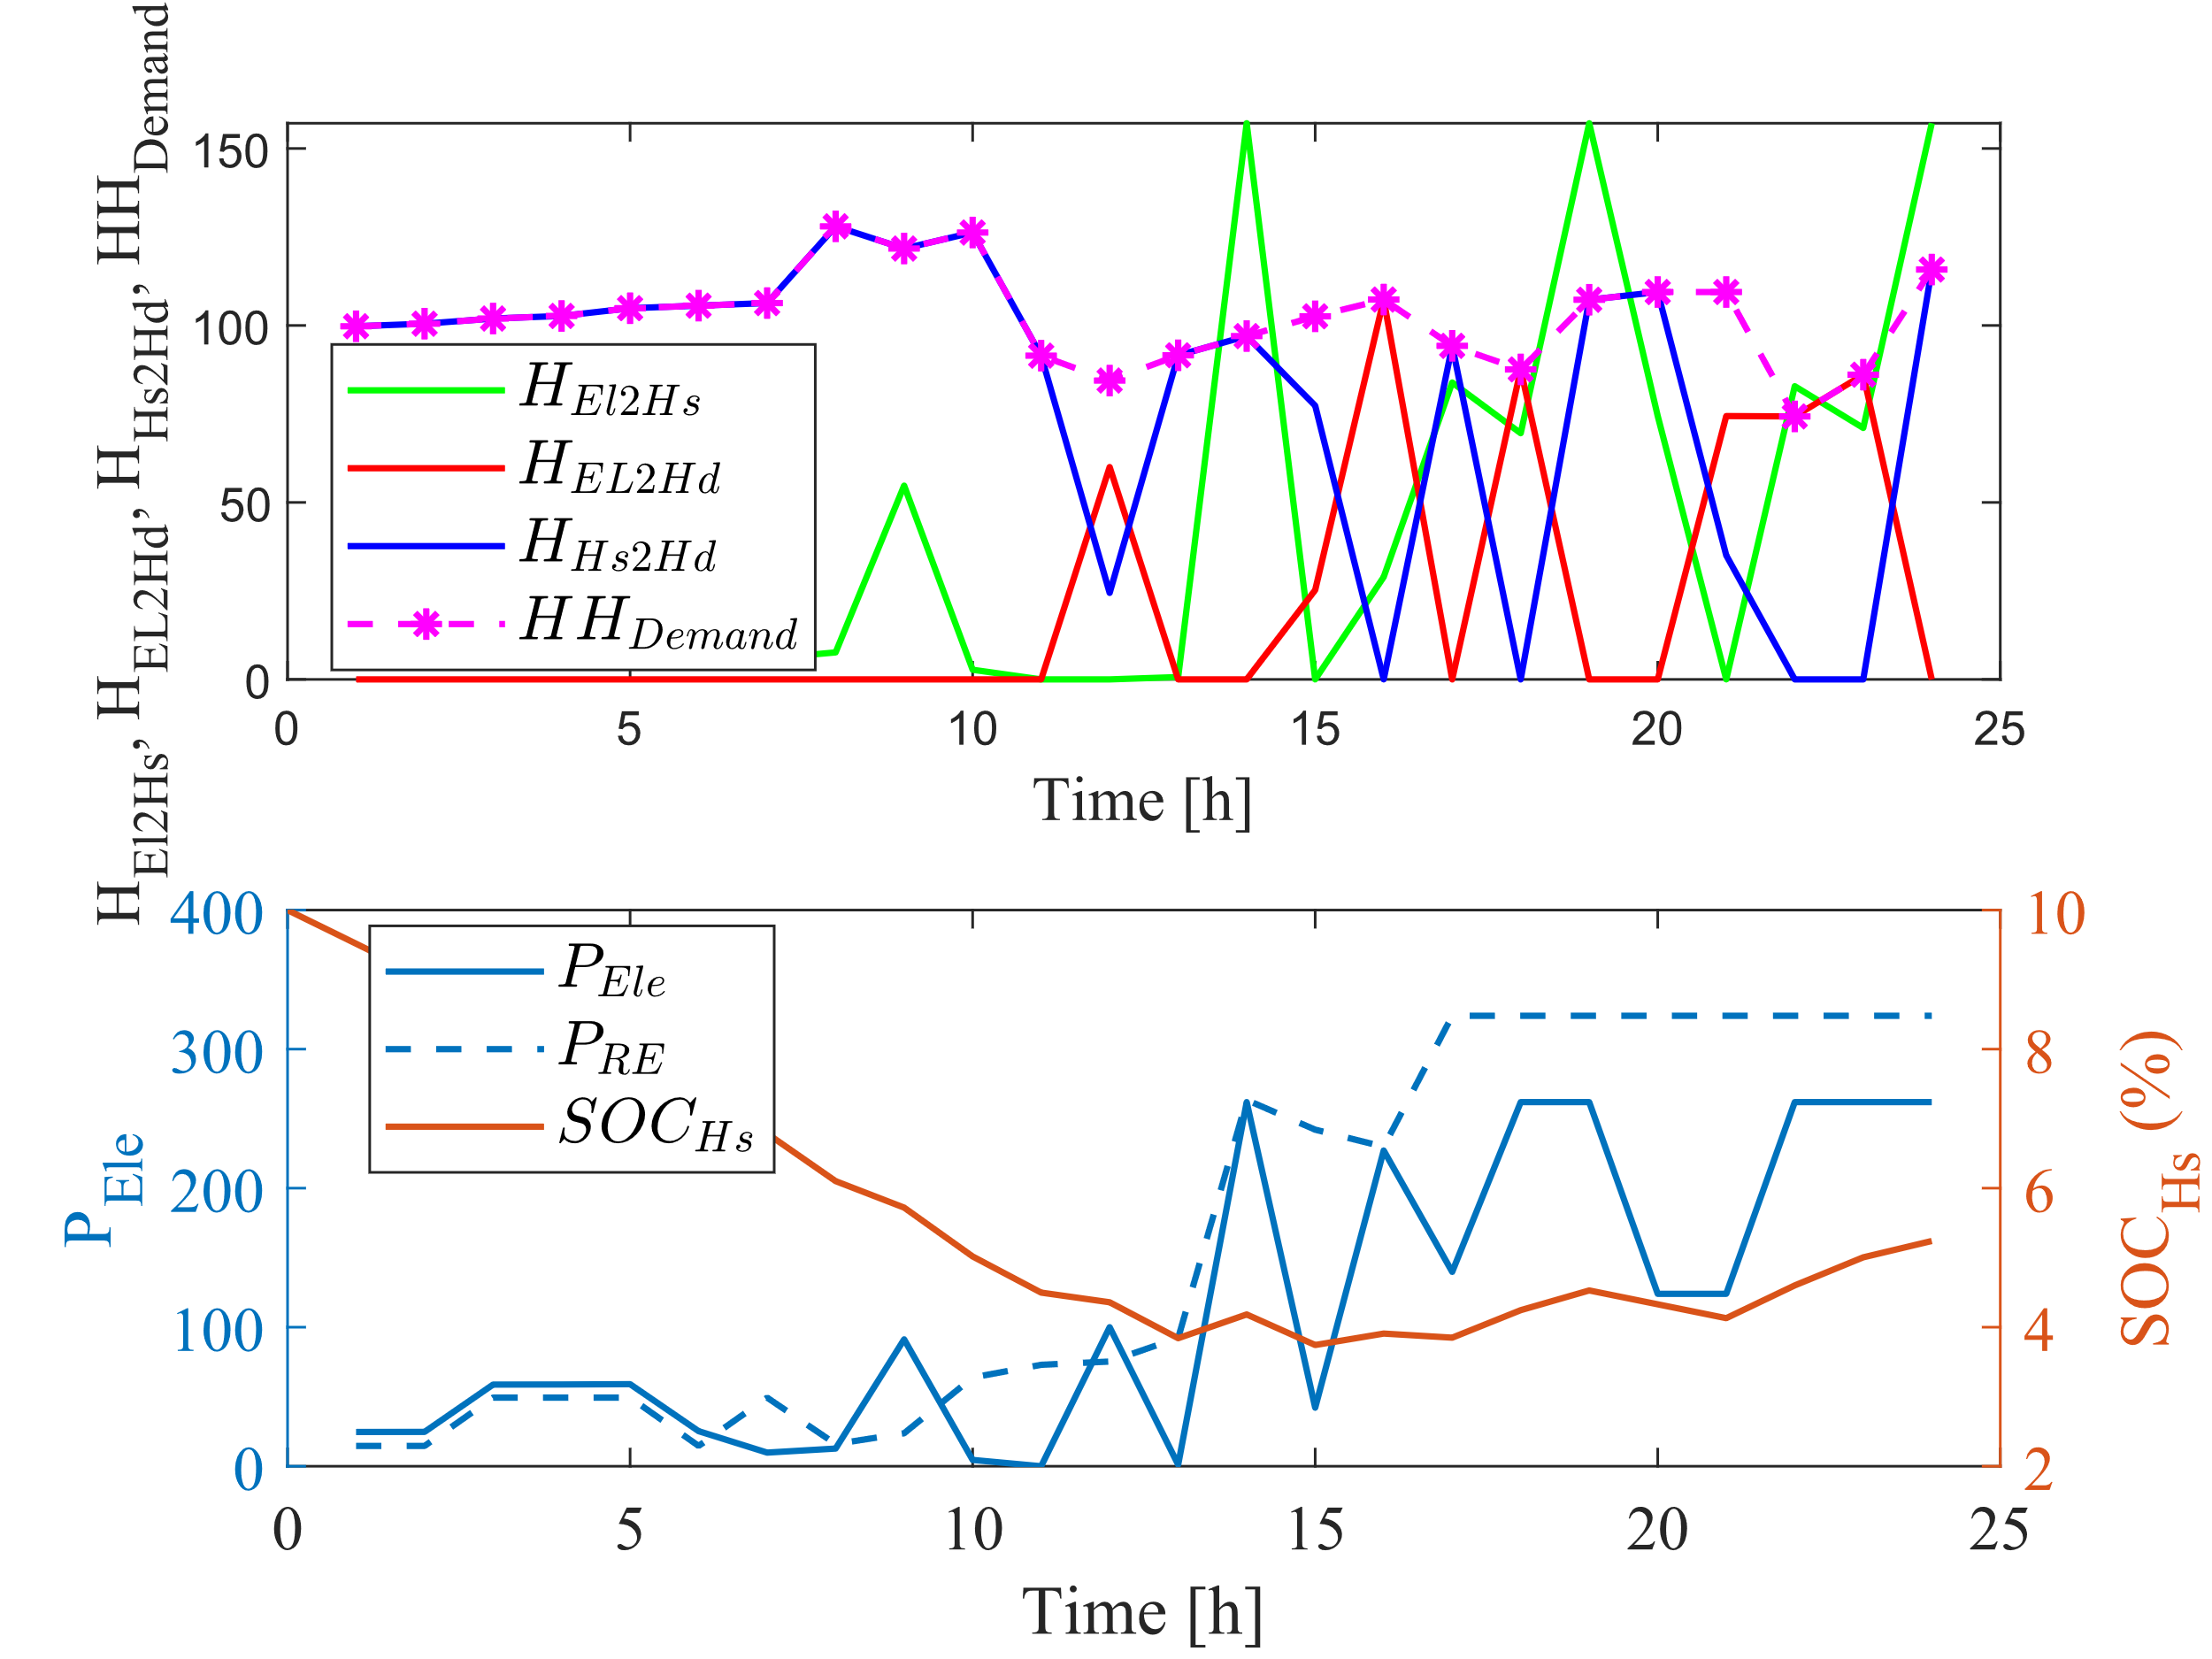 H_El2Hs, H_EL2Hd, H_Hs2Hd, HH_Demand
150
100
50
0
H_El2Hs
H_EL2Hd
H_Hs2Hd
HH_Demand
0 5 10 15 20 25
Time [h]
P_Ele
400
300
200
100
0
P_Ele
P_RE
SOC_Hs
10
8
6
4
2
SOC_Hs (%)
0 5 10 15 20 25
Time [h]